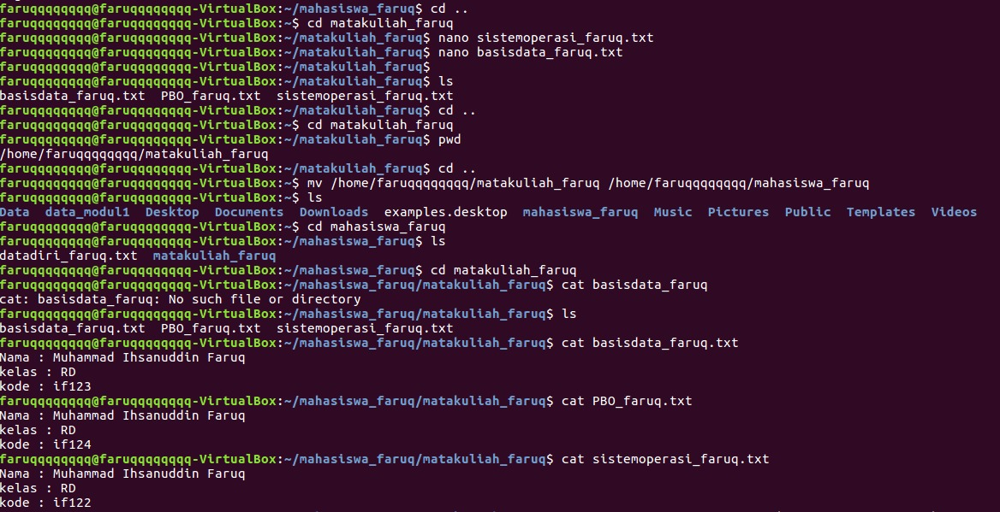 faruqqqqqqqq@faruqqqqqqqq-VirtualBox:~/mahasiswa_faruq$ cd ..
faruqqqqqqqq@faruqqqqqqqq-VirtualBox:~$ cd matakuliah_faruq
faruqqqqqqqq@faruqqqqqqqq-VirtualBox:~/matakuliah_faruq$ nano sistemoperasi_faruq.txt
faruqqqqqqqq@faruqqqqqqqq-VirtualBox:~/matakuliah_faruq$ nano basisdata_faruq.txt
faruqqqqqqqq@faruqqqqqqqq-VirtualBox:~/matakuliah_faruq$
faruqqqqqqqq@faruqqqqqqqq-VirtualBox:~/matakuliah_faruq$ ls
basisdata_faruq.txt  PBO_faruq.txt  sistemoperasi_faruq.txt
faruqqqqqqqq@faruqqqqqqqq-VirtualBox:~/matakuliah_faruq$ cd ..
faruqqqqqqqq@faruqqqqqqqq-VirtualBox:~$ cd matakuliah_faruq
faruqqqqqqqq@faruqqqqqqqq-VirtualBox:~/matakuliah_faruq$ pwd
/home/faruqqqqqqqq/matakuliah_faruq
faruqqqqqqqq@faruqqqqqqqq-VirtualBox:~/matakuliah_faruq$ cd ..
faruqqqqqqqq@faruqqqqqqqq-VirtualBox:~$ mv /home/faruqqqqqqqq/matakuliah_faruq /home/faruqqqqqqqq/mahasiswa_faruq
faruqqqqqqqq@faruqqqqqqqq-VirtualBox:~$ ls
Data  data_modul1  Desktop  Documents  Downloads  examples.desktop  mahasiswa_faruq  Music  Pictures  Public  Templates  Videos
faruqqqqqqqq@faruqqqqqqqq-VirtualBox:~$ cd mahasiswa_faruq
faruqqqqqqqq@faruqqqqqqqq-VirtualBox:~/mahasiswa_faruq$ ls
datadiri_faruq.txt  matakuliah_faruq
faruqqqqqqqq@faruqqqqqqqq-VirtualBox:~/mahasiswa_faruq$ cd matakuliah_faruq
faruqqqqqqqq@faruqqqqqqqq-VirtualBox:~/mahasiswa_faruq/matakuliah_faruq$ cat basisdata_faruq
cat: basisdata_faruq: No such file or directory
faruqqqqqqqq@faruqqqqqqqq-VirtualBox:~/mahasiswa_faruq/matakuliah_faruq$ ls
basisdata_faruq.txt  PBO_faruq.txt  sistemoperasi_faruq.txt
faruqqqqqqqq@faruqqqqqqqq-VirtualBox:~/mahasiswa_faruq/matakuliah_faruq$ cat basisdata_faruq.txt
Nama : Muhammad Ihsanuddin Faruq
kelas : RD
kode : if123
faruqqqqqqqq@faruqqqqqqqq-VirtualBox:~/mahasiswa_faruq/matakuliah_faruq$ cat PBO_faruq.txt
Nama : Muhammad Ihsanuddin Faruq
kelas : RD
kode : if124
faruqqqqqqqq@faruqqqqqqqq-VirtualBox:~/mahasiswa_faruq/matakuliah_faruq$ cat sistemoperasi_faruq.txt
Nama : Muhammad Ihsanuddin Faruq
kelas : RD
kode : if122